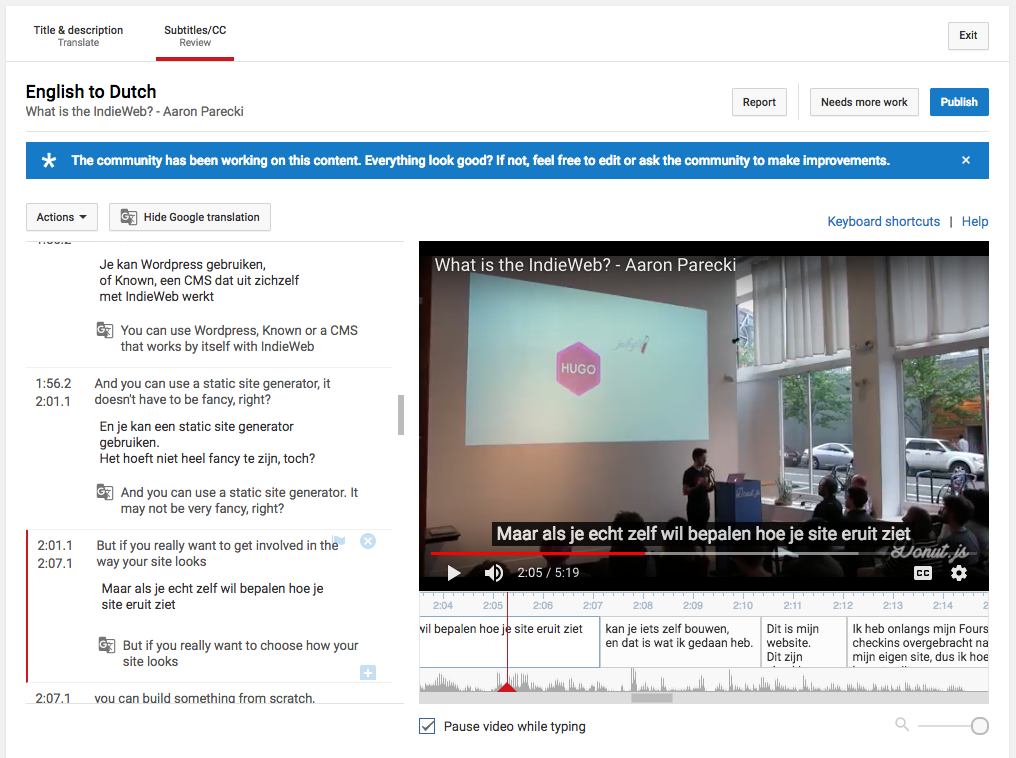 Title & description
Translate
Subtitles/CC
Review
Exit
English to Dutch
What is the IndieWeb? - Aaron Parecki
Report
Needs more work
Publish
The community has been working on this content. Everything look good? If not, feel free to edit or ask the community to make improvements.
Actions
Hide Google translation
Keyboard shortcuts | Help
1:56.2
Je kan Wordpress gebruiken,
of Known, een CMS dat uit zichzelf
met IndieWeb werkt
You can use Wordpress, Known or a CMS
that works by itself with IndieWeb
1:56.2
2:01.1
And you can use a static site generator, it
doesn't have to be fancy, right?
En je kan een static site generator
gebruiken.
Het hoeft niet heel fancy te zijn, toch?
And you can use a static site generator. It
may not be very fancy, right?
2:01.1
2:07.1
But if you really want to get involved in the
way your site looks
Maar als je echt zelf wil bepalen hoe je
site eruit ziet
But if you really want to choose how your
site looks
2:07.1
you can build something from scratch.
What is the IndieWeb? - Aaron Parecki
jekyll
HUGO
Donut.js
Maar als je echt zelf wil bepalen hoe je site eruit ziet
Donut.js
2:05 / 5:19
CC
2:04 2:05 2:06 2:07 2:08 2:09 2:10 2:11 2:12 2:13 2:14 2
wil bepalen hoe je site eruit ziet
kan je iets zelf bouwen,
en dat is wat ik gedaan heb.
Dit is mijn
website.
Dit zijn
Ik heb onlangs mijn Fours
checkins overgebracht na
mijn eigen site, dus ik hoe
Pause video while typing